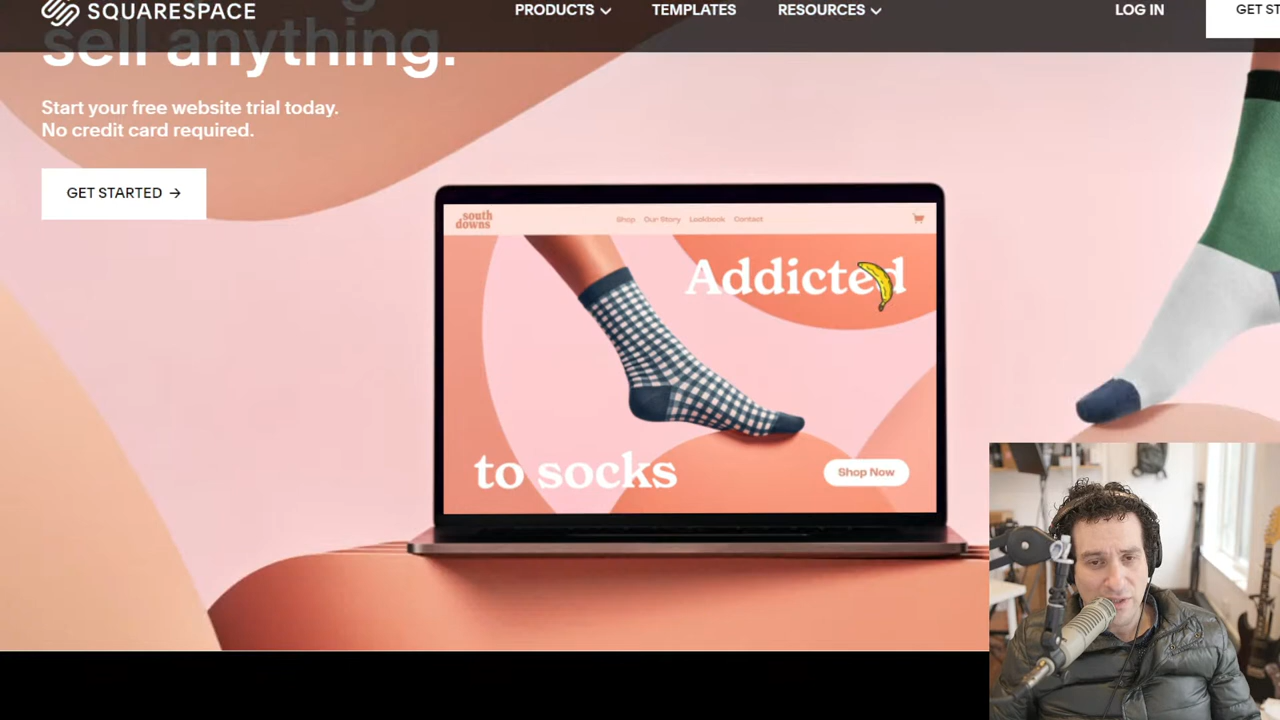 SQUARESPACE
PRODUCTS TEMPLATES RESOURCES LOG IN GET ST
sell anything.
Start your free website trial today.
No credit card required.
GET STARTED →
south
downs
Shop Our Story Lookbook Contact
Addicted
to socks
Shop Now